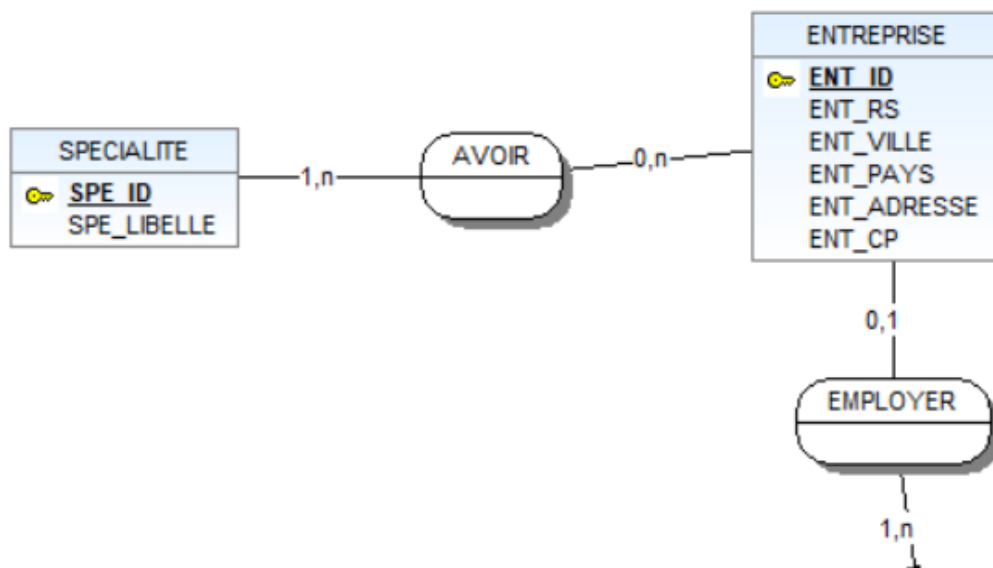 ENTREPRISE
ENT_ID
ENT_RS
ENT_VILLE
ENT_PAYS
ENT_ADRESSE
ENT_CP
SPECIALITE
SPE_ID
SPE_LIBELLE
1,n
AVOIR
0,n
0,1
EMPLOYER
1,n